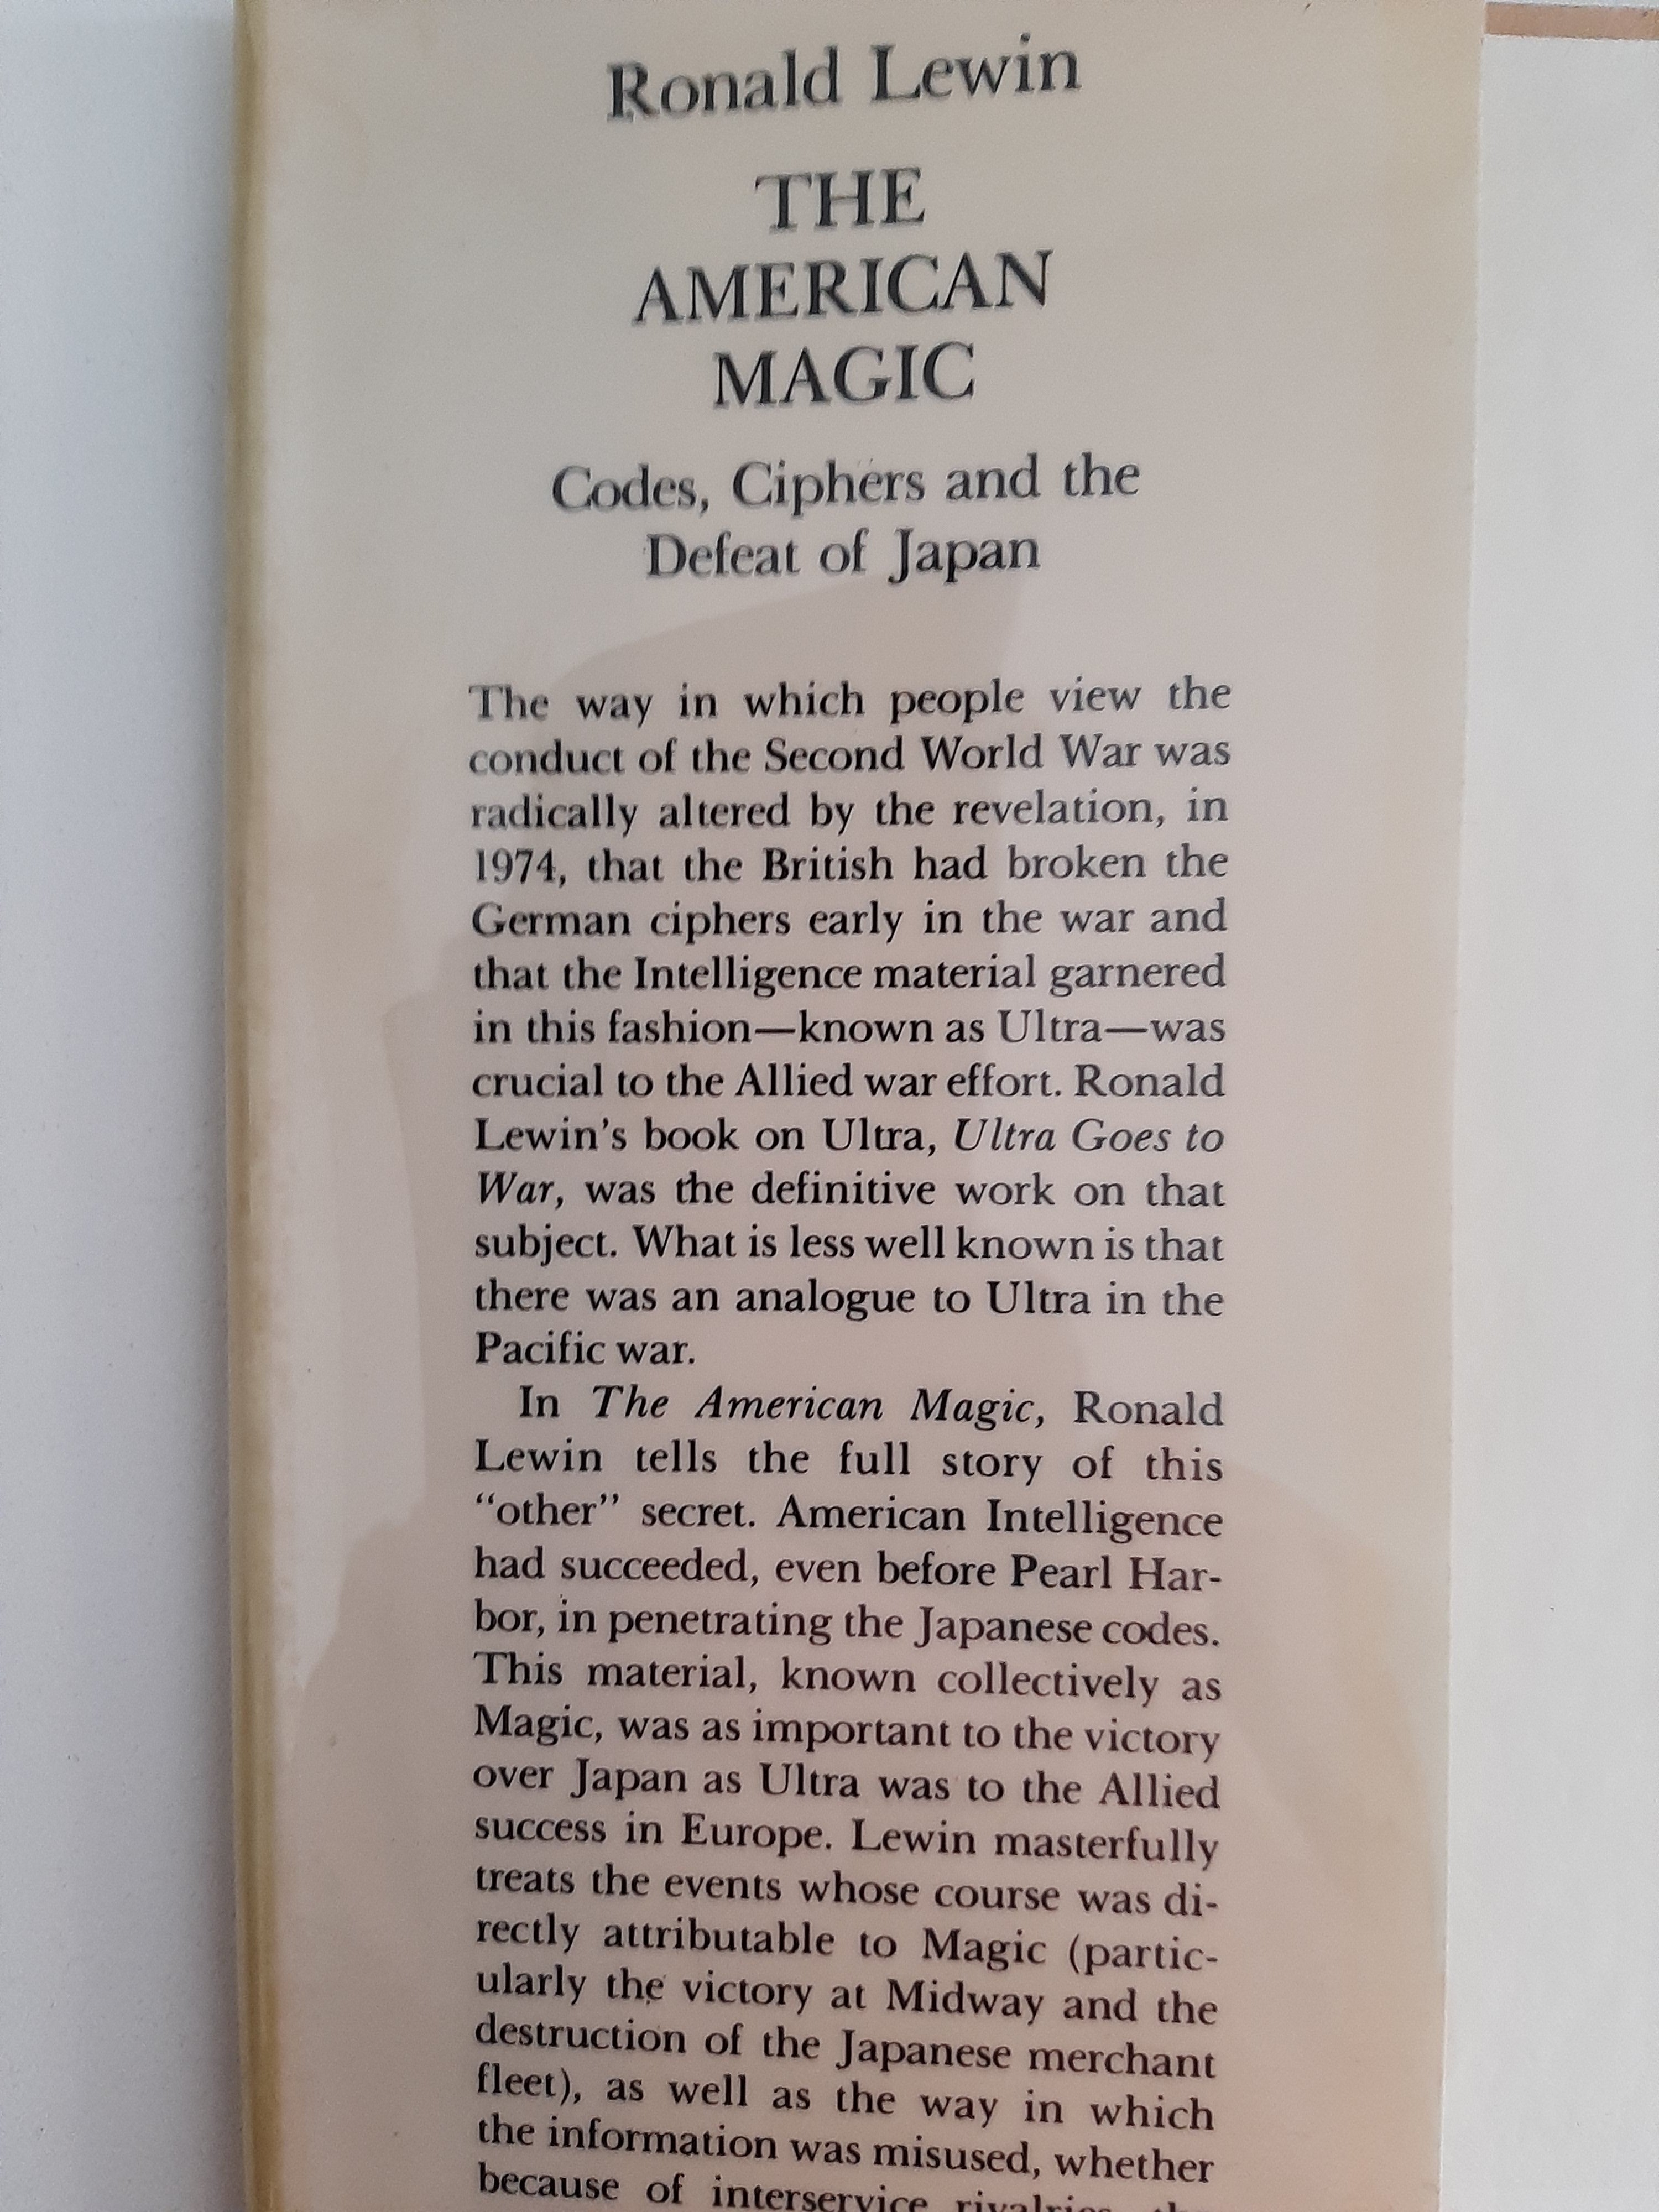 Ronald Lewin
THE
AMERICAN
MAGIC
Codes, Ciphers and the
Defeat of Japan
The way in which people view the
conduct of the Second World War was
radically altered by the revelation, in
1974, that the British had broken the
German ciphers early in the war and
that the Intelligence material garnered
in this fashion—known as Ultra—was
crucial to the Allied war effort. Ronald
Lewin's book on Ultra, Ultra Goes to
War, was the definitive work on that
subject. What is less well known is that
there was an analogue to Ultra in the
Pacific war.
In The American Magic, Ronald
Lewin tells the full story of this
“other” secret. American Intelligence
had succeeded, even before Pearl Har-
bor, in penetrating the Japanese codes.
This material, known collectively as
Magic, was as important to the victory
over Japan as Ultra was to the Allied
success in Europe. Lewin masterfully
treats the events whose course was di-
rectly attributable to Magic (partic-
ularly the victory at Midway and the
destruction of the Japanese merchant
fleet), as well as the way in which
the information was misused, whether
because of interservice rivalries,